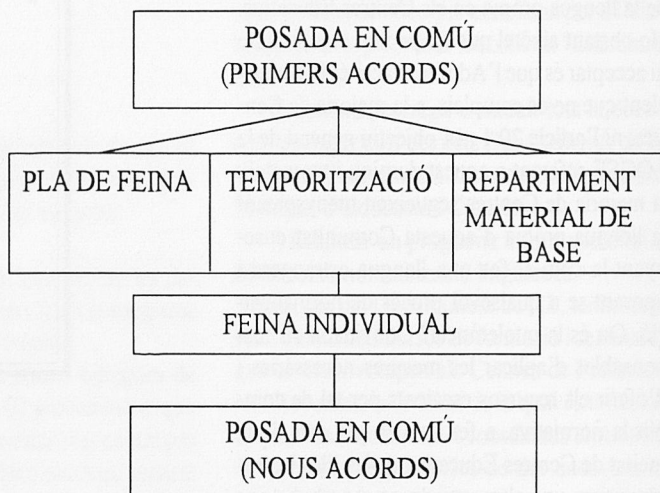 POSADA EN COMÚ
(PRIMERS ACORDS)
PLA DE FEINA
TEMPORITZACIÓ
REPARTIMENT
MATERIAL DE
BASE
FEINA INDIVIDUAL
POSADA EN COMÚ
(NOUS ACORDS)